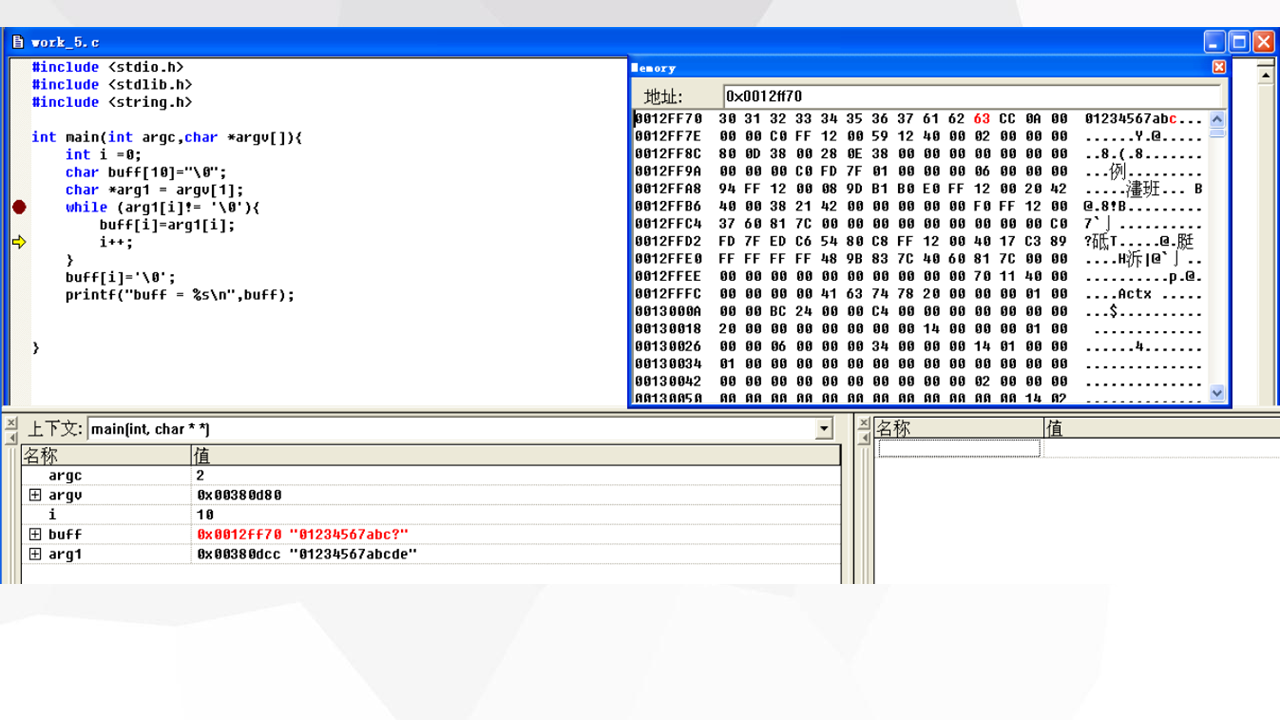 work_5.c
#include <stdio.h>
#include <stdlib.h>
#include <string.h>
int main(int argc,char *argv[]){
int i =0;
char buff[10]="\0";
char *arg1 = argv[1];
while (arg1[i]!= '\0'){
buff[i]=arg1[i];
i++;
}
buff[i]='\0';
printf("buff = %s\n",buff);
}
Memory
地址: 0x0012ff70
0012FF70 30 31 32 33 34 35 36 37 61 62 63 CC 0A 00 01234567abc...
0012FF7E 00 00 C0 FF 12 00 59 12 40 00 02 00 00 00 ......Y.@.....
0012FF8C 80 0D 38 00 28 0E 38 00 00 00 00 00 00 00 ..8.(.8.......
0012FF9A 00 00 00 C0 FD 7F 01 00 00 00 06 00 00 00 ...例.........
0012FFA8 94 FF 12 00 08 9D B1 B0 E0 FF 12 00 20 42 .....澅班... B
0012FFB6 40 00 38 21 42 00 00 00 00 00 F0 FF 12 00 @.8!B.........
0012FFC4 37 60 81 7C 00 00 00 00 00 00 00 00 00 C0 7`亅..........
0012FFD2 FD 7F ED C6 54 80 C8 FF 12 00 40 17 C3 89 ?砥T.....@.脡
0012FFE0 FF FF FF FF 48 9B 83 7C 40 60 81 7C 00 00 ....H泝|@`亅..
0012FFEE 00 00 00 00 00 00 00 00 00 00 70 11 40 00 ..........p.@.
0012FFFC 00 00 00 00 41 63 74 78 20 00 00 00 01 00 ....Actx .....
0013000A 00 00 BC 24 00 00 C4 00 00 00 00 00 00 00 ...$..........
00130018 20 00 00 00 00 00 00 00 14 00 00 00 01 00 .............
00130026 00 00 06 00 00 00 34 00 00 00 14 01 00 00 ......4.......
00130034 01 00 00 00 00 00 00 00 00 00 00 00 00 00 ..............
00130042 00 00 00 00 00 00 00 00 00 00 02 00 00 00 ..............
00130050 00 00 00 00 00 00 00 00 00 00 00 00 14 02 ..............
上下文: main(int, char * *)
名称 值
argc 2
argv 0x00380d80
i 10
buff 0x0012ff70 "01234567abc?"
arg1 0x00380dcc "01234567abcde"
名称 值